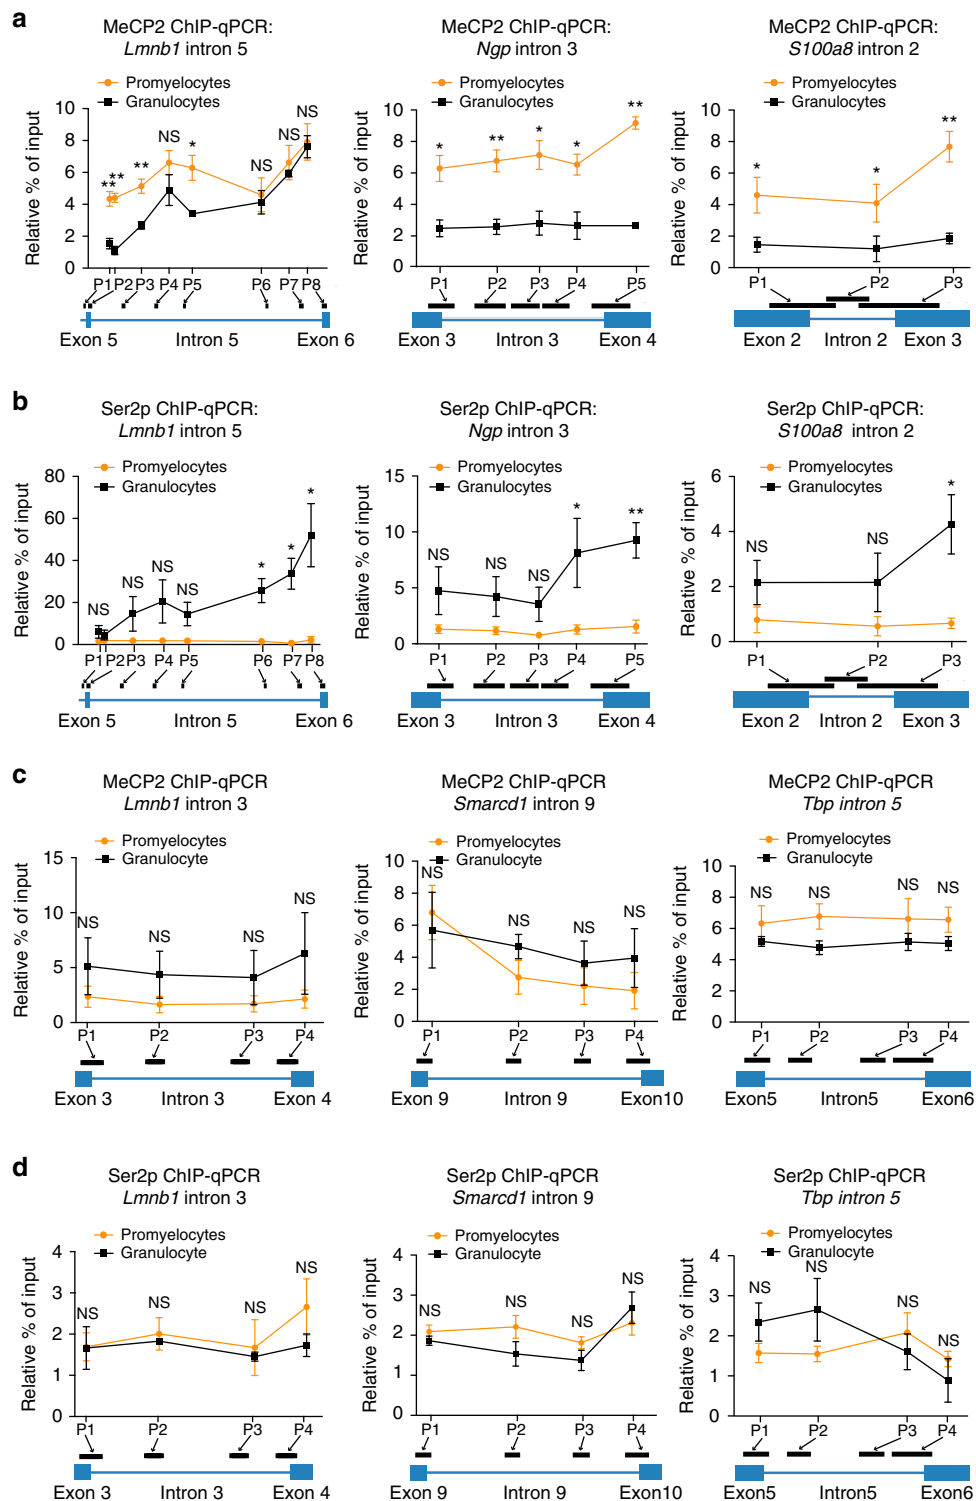 a
MeCP2 ChIP-qPCR:
Lmnb1 intron 5
Promyelocytes
Granulocytes
Relative % of input
10
8
6
4
2
0
**
**
**
NS
*
NS
NS
NS
P1 P2 P3 P4 P5 P6 P7 P8
Exon 5 Intron 5 Exon 6
MeCP2 ChIP-qPCR:
Ngp intron 3
Promyelocytes
Granulocytes
Relative % of input
10
8
6
4
2
0
* ** * * **
P1 P2 P3 P4 P5
Exon 3 Intron 3 Exon 4
MeCP2 ChIP-qPCR:
S100a8 intron 2
Promyelocytes
Granulocytes
Relative % of input
10
8
6
4
2
0
* * **
P1 P2 P3
Exon 2 Intron 2 Exon 3
b
Ser2p ChIP-qPCR:
Lmnb1 intron 5
Promyelocytes
Granulocytes
Relative % of input
80
60
40
20
0
NS NS NS NS * * *
P1 P2 P3 P4 P5 P6 P7 P8
Exon 5 Intron 5 Exon 6
Ser2p ChIP-qPCR:
Ngp intron 3
Promyelocytes
Granulocytes
Relative % of input
15
10
5
0
NS NS NS * **
P1 P2 P3 P4 P5
Exon 3 Intron 3 Exon 4
Ser2p ChIP-qPCR:
S100a8 intron 2
Promyelocytes
Granulocytes
Relative % of input
6
4
2
0
NS NS *
P1 P2 P3
Exon 2 Intron 2 Exon 3
c
MeCP2 ChIP-qPCR
Lmnb1 intron 3
Promyelocytes
Granulocyte
Relative % of input
15
10
5
0
NS NS NS NS
P1 P2 P3 P4
Exon 3 Intron 3 Exon 4
MeCP2 ChIP-qPCR
Smarcd1 intron 9
Promyelocytes
Granulocyte
Relative % of input
10
8
6
4
2
0
NS NS NS NS
P1 P2 P3 P4
Exon 9 Intron 9 Exon10
MeCP2 ChIP-qPCR
Tbp intron 5
Promyelocytes
Granulocyte
Relative % of input
10
8
6
4
2
0
NS NS NS NS
P1 P2 P3 P4
Exon5 Intron5 Exon6
d
Ser2p ChIP-qPCR
Lmnb1 intron 3
Promyelocytes
Granulocyte
Relative % of input
4
3
2
1
0
NS NS NS NS
P1 P2 P3 P4
Exon 3 Intron 3 Exon 4
Ser2p ChIP-qPCR
Smarcd1 intron 9
Promyelocytes
Granulocyte
Relative % of input
4
3
2
1
0
NS NS NS NS
P1 P2 P3 P4
Exon 9 Intron 9 Exon 10
Ser2p ChIP-qPCR
Tbp intron 5
Promyelocytes
Granulocyte
Relative % of input
4
3
2
1
0
NS NS NS NS
P1 P2 P3 P4
Exon5 Intron5 Exon6